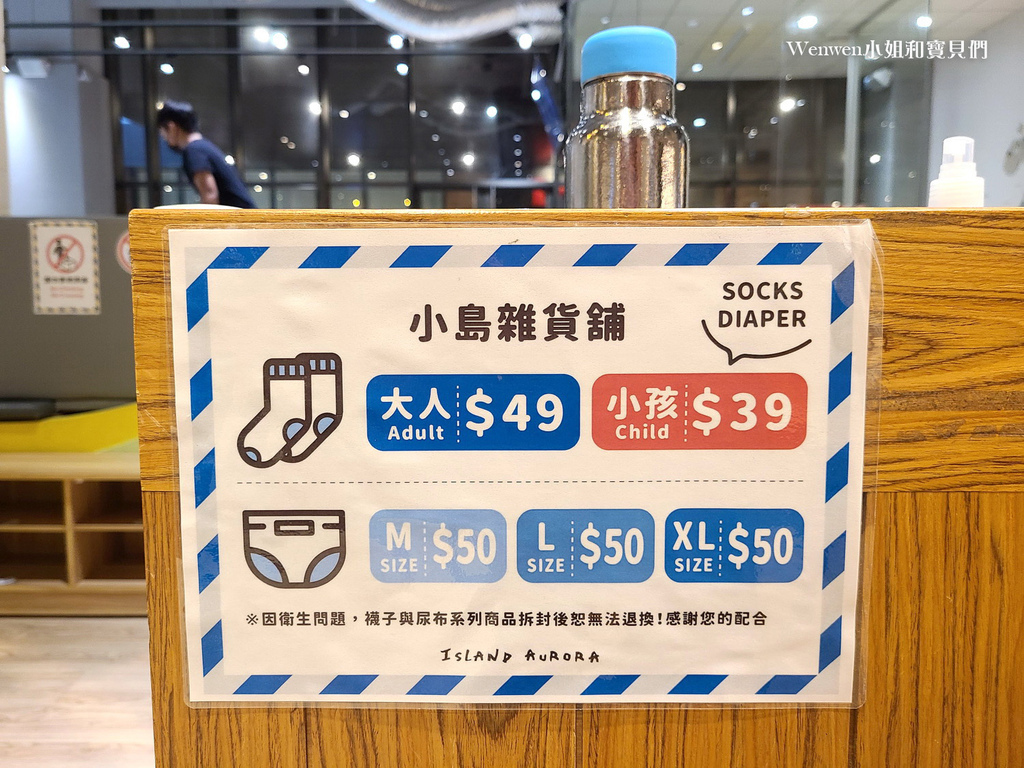 Wenwen小姐和寶貝們
小島雜貨舖
SOCKS
DIAPER
大人 $49
Adult
小孩 $39
Child
M SIZE $50
L SIZE $50
XL SIZE $50
※因衛生問題，襪子與尿布系列商品拆封後恕無法退換!感謝您的配合
ISLAND AURORA